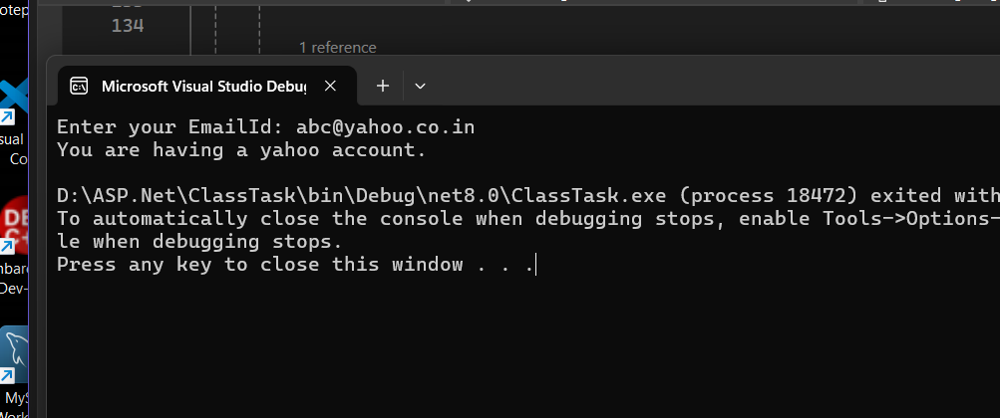 134
1 reference
Microsoft Visual Studio Debu
Enter your EmailId: abc@yahoo.co.in
You are having a yahoo account.
D:\ASP.Net\ClassTask\bin\Debug\net8.0\ClassTask.exe (process 18472) exited with
To automatically close the console when debugging stops, enable Tools->Options-
le when debugging stops.
Press any key to close this window . . .
otep
sual
Co
DE
C+
nbar
Dev-
My
Work